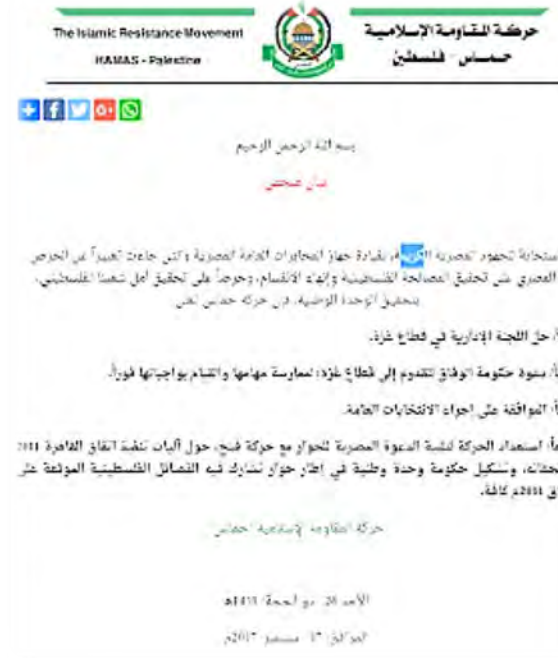 The Islamic Resistance Movement
HAMAS - Palestine
حركة المقاومة الإسلامية
حمـــاس - فلسطين
بسم الله الرحمن الرحيم
بيان صحفي
ستجابة للجهود المصرية الكريمة، بقيادة جهاز المخابرات العامة المصرية والتي جاءت تعبيراً عن الحرص
المصري على تحقيق المصالحة الفلسطينية وإنهاء الانقسام، وحرصاً على تحقيق أمل شعبنا الفلسطيني،
بتحقيق الوحدة الوطنية، فإن حركة حماس تعلن
حل اللجنة الإدارية في قطاع غزة.
دعوة حكومة الوفاق للقدوم إلى قطاع غزة؛ لممارسة مهامها والقيام بواجباتها فوراً.
الموافقة على إجراء الانتخابات العامة.
استعداد الحركة لتلبية الدعوة المصرية للحوار مع حركة فتح، حول آليات تنفيذ اتفاق القاهرة 2011
وتشكيل حكومة وحدة وطنية في إطار حوار تشارك فيه الفصائل الفلسطينية الموقعة على
2011م كافة.
حركة المقاومة الإسلامية حماس
الأحد 26 ذو الحجة
الموافق 17 سبتمبر 2017م